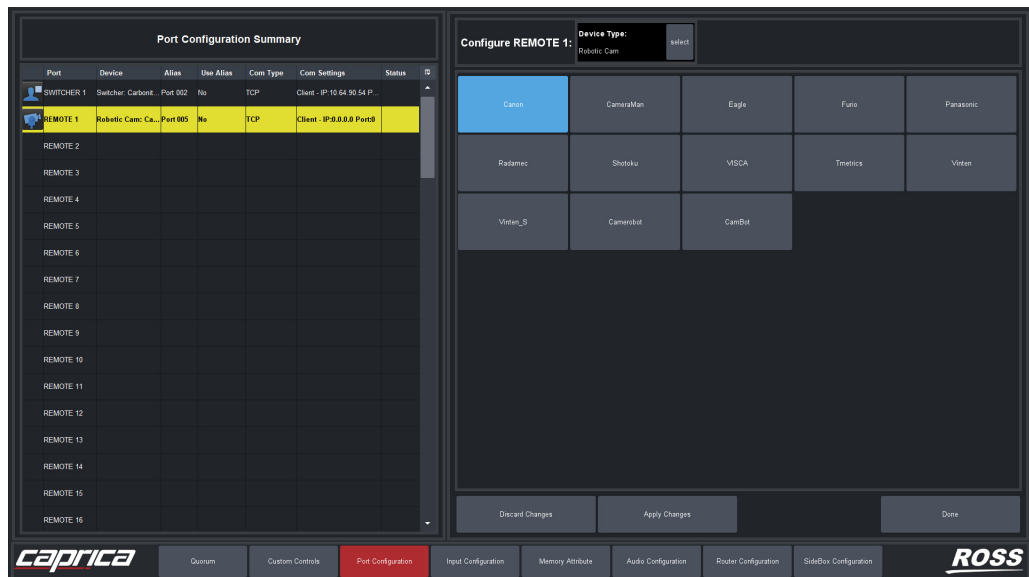 Port Configuration Summary
Port Device Alias Use Alias Com Type Com Settings Status
SWITCHER 1 Switcher: Carbonit... Port 002 No TCP Client - IP:10.64.90.54 P...
REMOTE 1 Robotic Cam: Ca... Port 005 No TCP Client - IP:0.0.0.0 Port:0
REMOTE 2
REMOTE 3
REMOTE 4
REMOTE 5
REMOTE 6
REMOTE 7
REMOTE 8
REMOTE 9
REMOTE 10
REMOTE 11
REMOTE 12
REMOTE 13
REMOTE 14
REMOTE 15
REMOTE 16
Configure REMOTE 1:
Device Type:
Robotic Cam
select
Canon CameraMan Eagle Furio Panasonic
Radamec Shotoku VISCA Tmetrics Vinten
Vinten_S Camerobot CamBot
Discard Changes Apply Changes Done
caprica Quorum Custom Controls Port Configuration Input Configuration Memory Attribute Audio Configuration Router Configuration SideBox Configuration ROSS